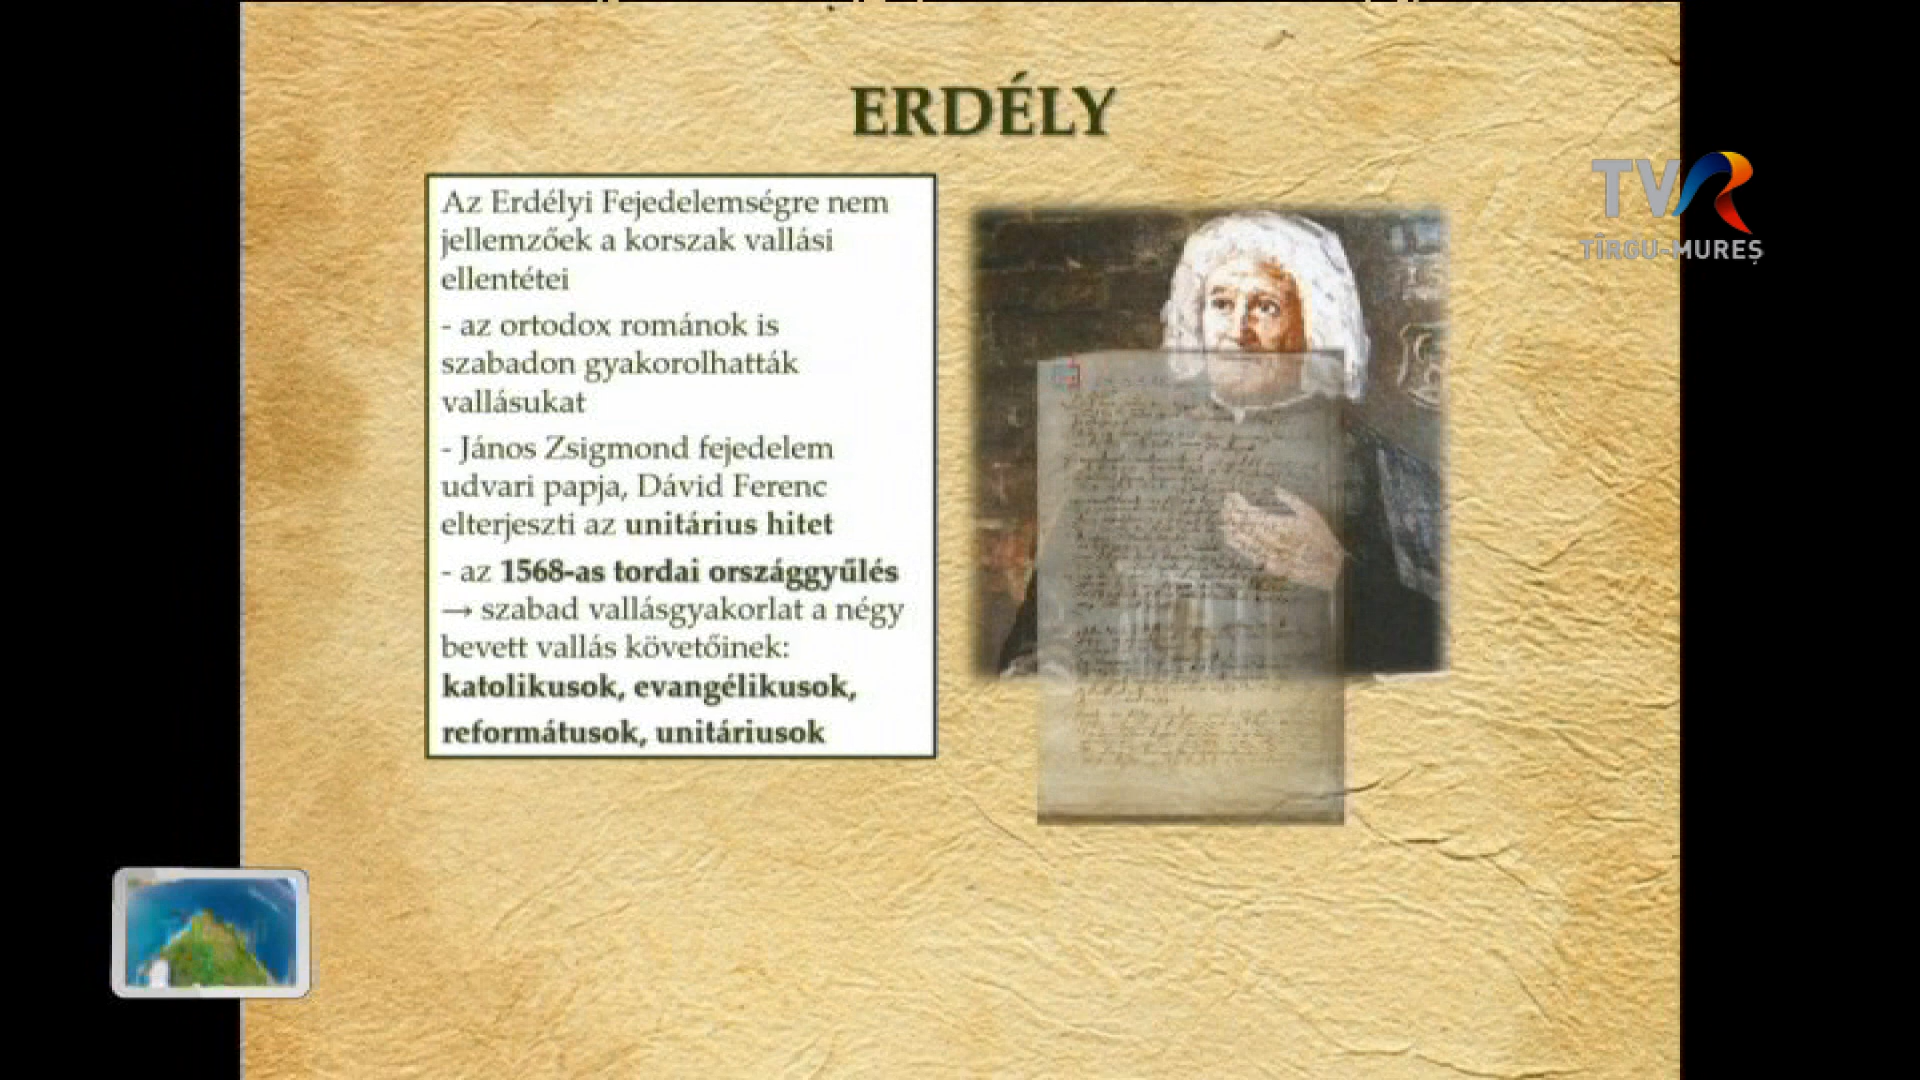 ERDÉLY
Az Erdélyi Fejedelemségre nem
jellemzőek a korszak vallási
ellentétei
- az ortodox románok is
szabadon gyakorolhatták
vallásukat
- János Zsigmond fejedelem
udvari papja, Dávid Ferenc
elterjeszti az unitárius hitet
- az 1568-as tordai országgyűlés
→ szabad vallásgyakorlat a négy
bevett vallás követőinek:
katolikusok, evangélikusok,
reformátusok, unitáriusok
TVR
TÎRGU-MUREȘ